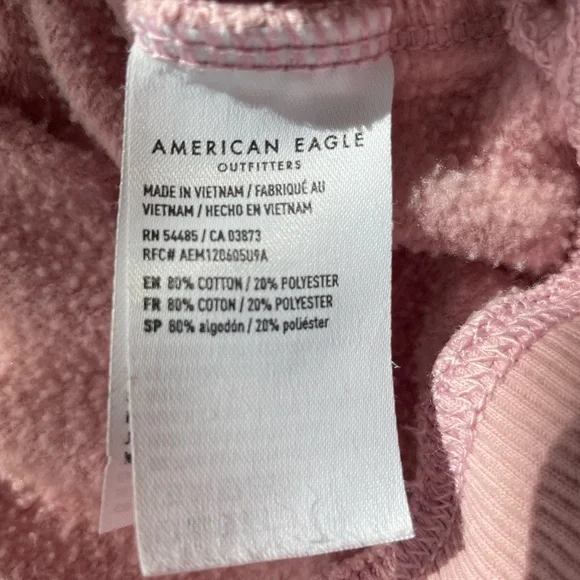 AMERICAN EAGLE
OUTFITTERS
MADE IN VIETNAM / FABRIQUÉ AU
VIETNAM / HECHO EN VIETNAM
RN 54485 / CA 03873
RFC# AEM120605U9A
EN 80% COTTON / 20% POLYESTER
FR 80% COTON / 20% POLYESTER
SP 80% algodón / 20% poliéster